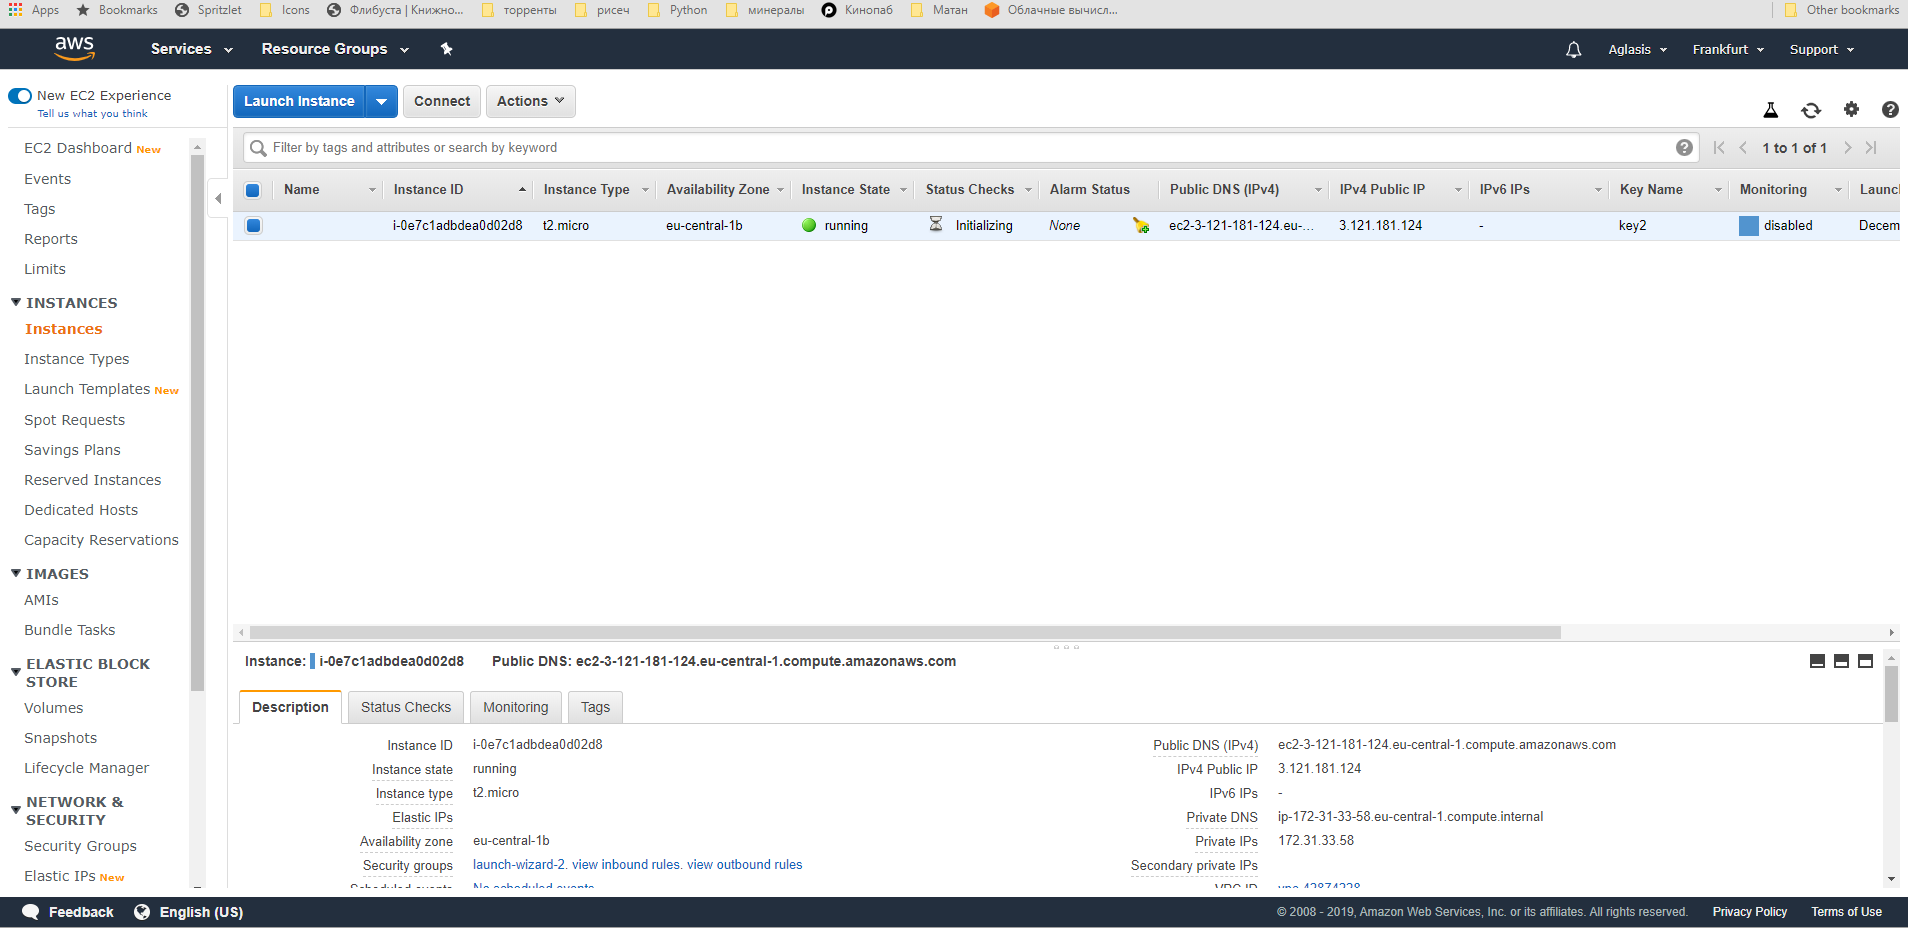 Apps Bookmarks Spritzlet Icons Флибуста | Книжно... торренты рисеч Python минералы Кинопаб Матан Облачные вычисл... Other bookmarks
aws Services Resource Groups Aglasis Frankfurt Support
New EC2 Experience
Tell us what you think
EC2 Dashboard New
Events
Tags
Reports
Limits
INSTANCES
Instances
Instance Types
Launch Templates New
Spot Requests
Savings Plans
Reserved Instances
Dedicated Hosts
Capacity Reservations
IMAGES
AMIs
Bundle Tasks
ELASTIC BLOCK
STORE
Volumes
Snapshots
Lifecycle Manager
NETWORK &
SECURITY
Security Groups
Elastic IPs New
Launch Instance Connect Actions
Filter by tags and attributes or search by keyword 1 to 1 of 1
Name Instance ID Instance Type Availability Zone Instance State Status Checks Alarm Status Public DNS (IPv4) IPv4 Public IP IPv6 IPs Key Name Monitoring Launc
i-0e7c1adbdea0d02d8 t2.micro eu-central-1b running Initializing None ec2-3-121-181-124.eu-... 3.121.181.124 - key2 disabled Decem
Instance: i-0e7c1adbdea0d02d8 Public DNS: ec2-3-121-181-124.eu-central-1.compute.amazonaws.com
Description Status Checks Monitoring Tags
Instance ID i-0e7c1adbdea0d02d8 Public DNS (IPv4) ec2-3-121-181-124.eu-central-1.compute.amazonaws.com
Instance state running IPv4 Public IP 3.121.181.124
Instance type t2.micro IPv6 IPs -
Elastic IPs Private DNS ip-172-31-33-58.eu-central-1.compute.internal
Availability zone eu-central-1b Private IPs 172.31.33.58
Security groups launch-wizard-2. view inbound rules. view outbound rules Secondary private IPs
Scheduled events No scheduled events VPC ID vpc-42874228
Feedback English (US) © 2008 - 2019, Amazon Web Services, Inc. or its affiliates. All rights reserved. Privacy Policy Terms of Use